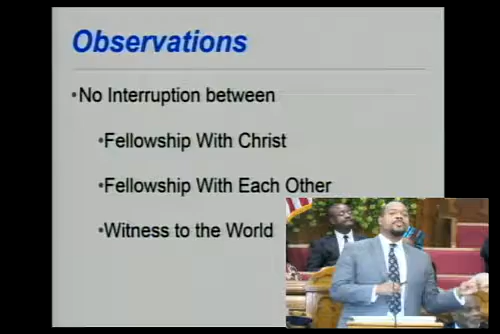 Observations
•No Interruption between
•Fellowship With Christ
•Fellowship With Each Other
•Witness to the World